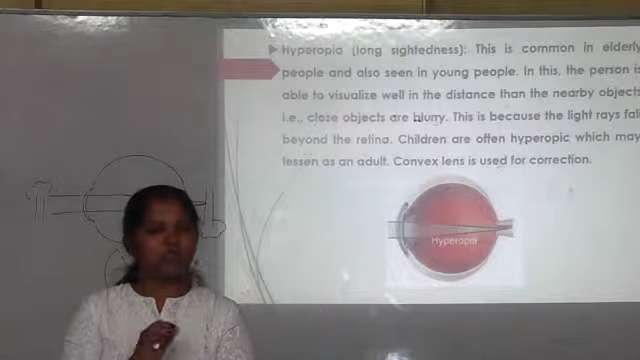 Hyperopia (long sightedness): This is common in elderly
people and also seen in young people. In this, the person is
able to visualize well in the distance than the nearby objects
i.e., close objects are blurry. This is because the light rays fall
beyond the retina. Children are often hyperopic which may
lessen as an adult. Convex lens is used for correction.
Hyperopia